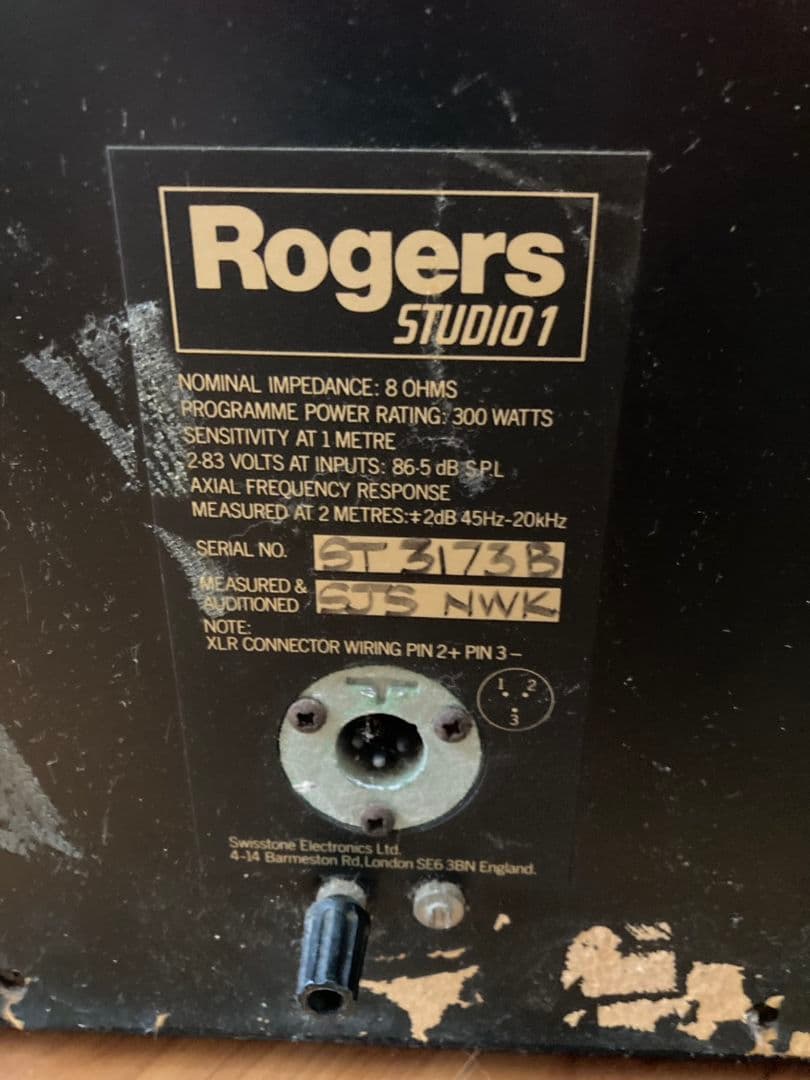 Rogers
STUDIO 1
NOMINAL IMPEDANCE: 8 OHMS
PROGRAMME POWER RATING: 300 WATTS
SENSITIVITY AT 1 METRE
2·83 VOLTS AT INPUTS: 86·5 dB S.P.L
AXIAL FREQUENCY RESPONSE
MEASURED AT 2 METRES:±2dB 45Hz-20kHz
SERIAL NO. ST 3173B
MEASURED &
AUDITIONED SJS NWK
NOTE:
XLR CONNECTOR WIRING PIN 2+ PIN 3-
1 2
3
Swisstone Electronics Ltd.
4-14 Barmeston Rd, London SE6 3BN England.